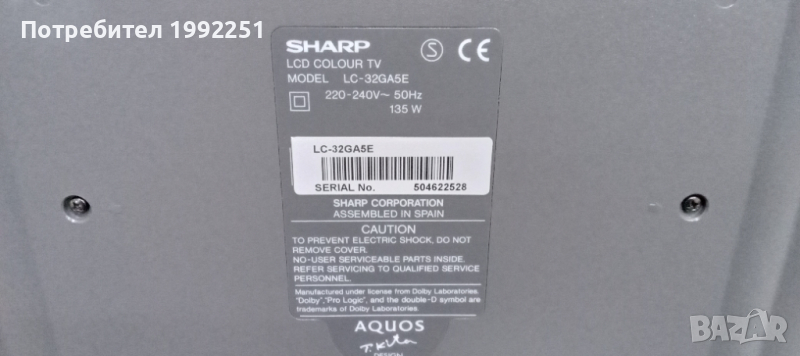 Потребител 1992251
SHARP
S CE
LCD COLOUR TV
MODEL LC-32GA5E
220-240V~ 50Hz
135 W
LC-32GA5E
SERIAL No. 504622528
SHARP CORPORATION
ASSEMBLED IN SPAIN
CAUTION
TO PREVENT ELECTRIC SHOCK, DO NOT
REMOVE COVER.
NO-USER SERVICEABLE PARTS INSIDE.
REFER SERVICING TO QUALIFIED SERVICE
PERSONNEL.
Manufactured under license from Dolby Laboratories.
"Dolby","Pro Logic", and the double-D symbol are
trademarks of Dolby Laboratories.
AQUOS
DESIGN
BAZAR